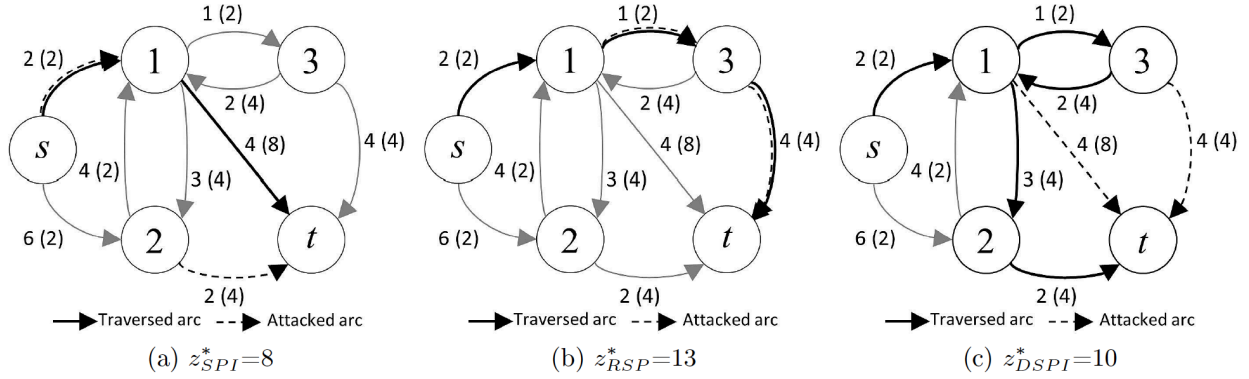 1 (2)
2 (2)
1
3
2 (4)
4 (8)
4 (4)
s
4 (2)
3 (4)
6 (2)
2
t
2 (4)
Traversed arc
Attacked arc
(a) z*SPI=8
1 (2)
2 (2)
1
3
2 (4)
4 (8)
4 (4)
s
4 (2)
3 (4)
6 (2)
2
t
2 (4)
Traversed arc
Attacked arc
(b) z*RSP=13
1 (2)
2 (2)
1
3
2 (4)
4 (8)
4 (4)
s
4 (2)
3 (4)
6 (2)
2
t
2 (4)
Traversed arc
Attacked arc
(c) z*DSPI=10